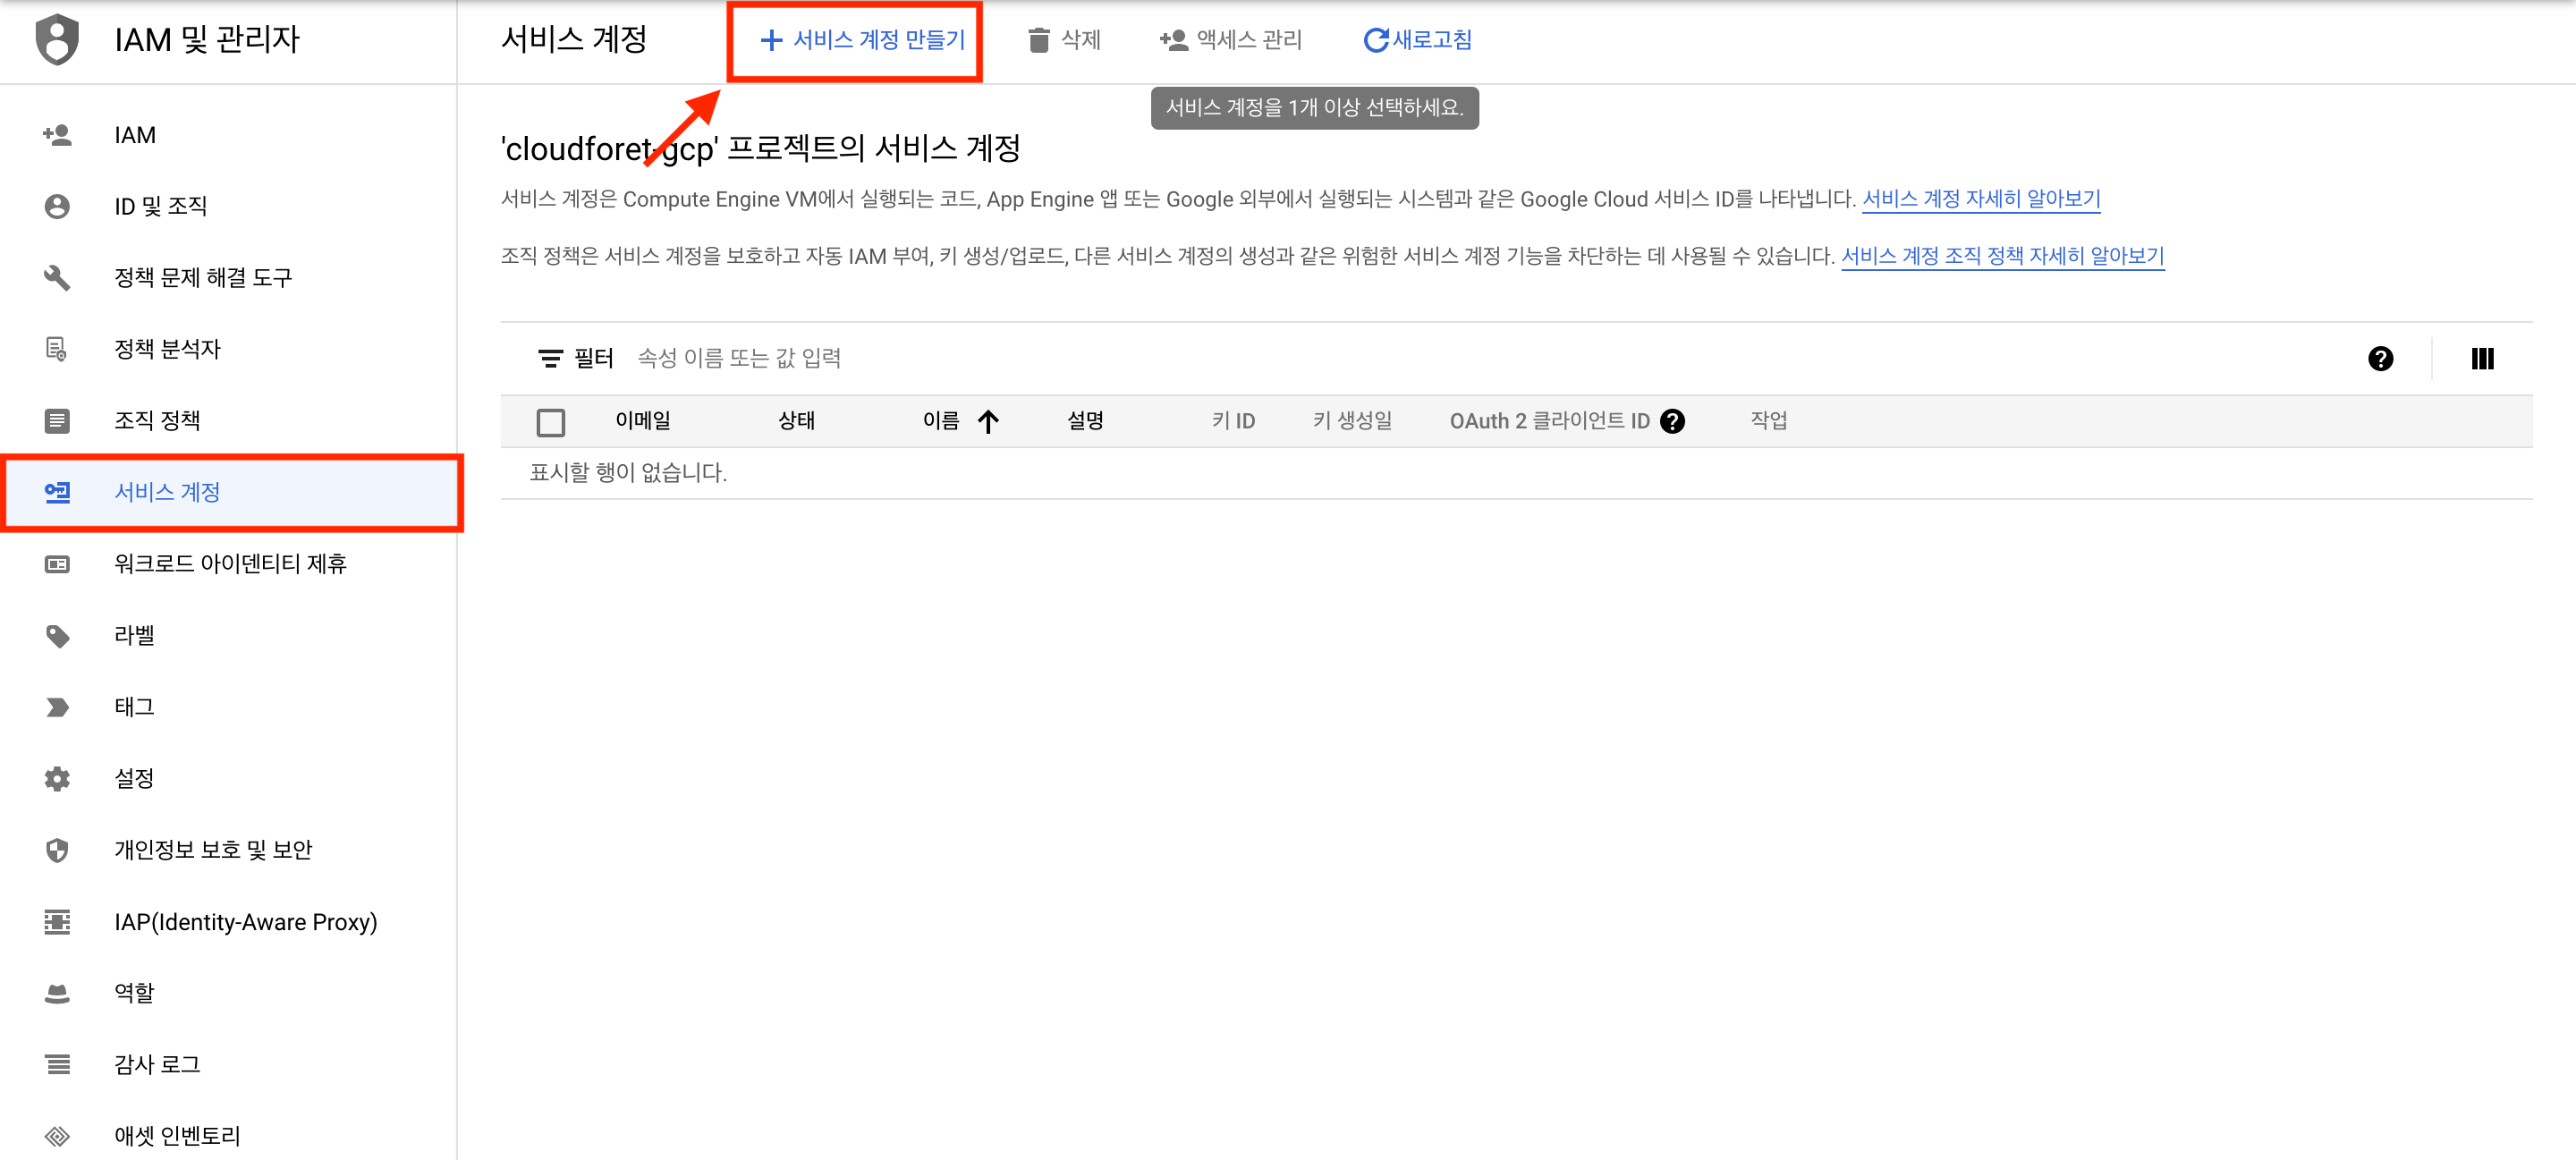 IAM 및 관리자
서비스 계정
서비스 계정 만들기
삭제
액세스 관리
새로고침
서비스 계정을 1개 이상 선택하세요.
IAM
ID 및 조직
정책 문제 해결 도구
정책 분석자
조직 정책
서비스 계정
워크로드 아이덴티티 제휴
라벨
태그
설정
개인정보 보호 및 보안
IAP(Identity-Aware Proxy)
역할
감사 로그
애셋 인벤토리
'cloudforet-gcp' 프로젝트의 서비스 계정
서비스 계정은 Compute Engine VM에서 실행되는 코드, App Engine 앱 또는 Google 외부에서 실행되는 시스템과 같은 Google Cloud 서비스 ID를 나타냅니다. 서비스 계정 자세히 알아보기
조직 정책은 서비스 계정을 보호하고 자동 IAM 부여, 키 생성/업로드, 다른 서비스 계정의 생성과 같은 위험한 서비스 계정 기능을 차단하는 데 사용될 수 있습니다. 서비스 계정 조직 정책 자세히 알아보기
필터 속성 이름 또는 값 입력
이메일 상태 이름 설명 키 ID 키 생성일 OAuth 2 클라이언트 ID 작업
표시할 행이 없습니다.